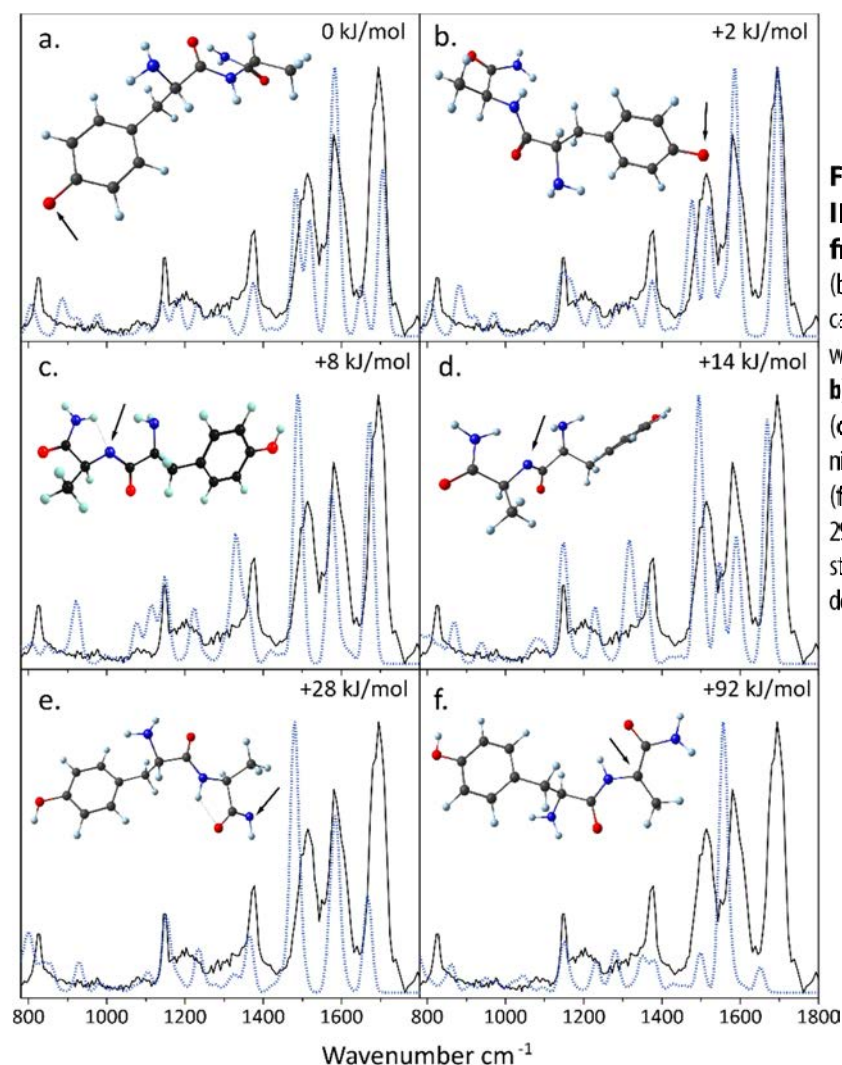 a.
0 kJ/mol
b.
+2 kJ/mol
c.
+8 kJ/mol
d.
+14 kJ/mol
e.
+28 kJ/mol
f.
+92 kJ/mol
800 1000 1200 1400 1600
800 1000 1200 1400 1600 1800
Wavenumber cm⁻¹